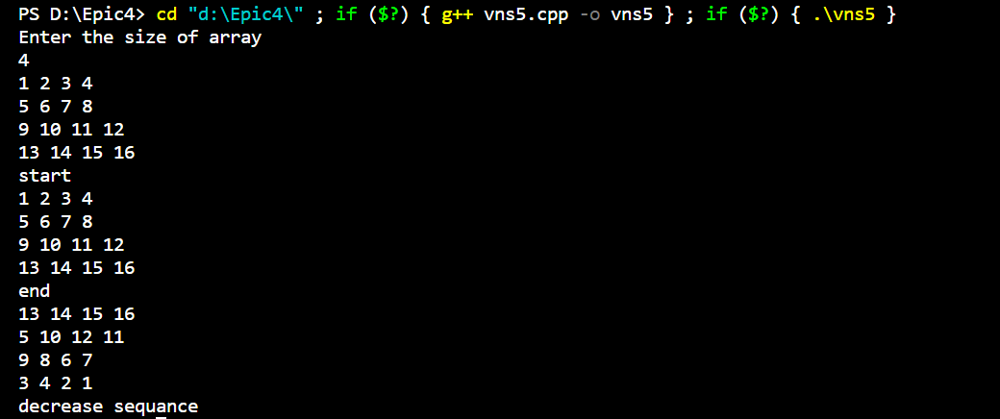 PS D:\Epic4> cd "d:\Epic4\" ; if ($?) { g++ vns5.cpp -o vns5 } ; if ($?) { .\vns5 }
Enter the size of array
4
1 2 3 4
5 6 7 8
9 10 11 12
13 14 15 16
start
1 2 3 4
5 6 7 8
9 10 11 12
13 14 15 16
end
13 14 15 16
5 10 12 11
9 8 6 7
3 4 2 1
decrease sequance